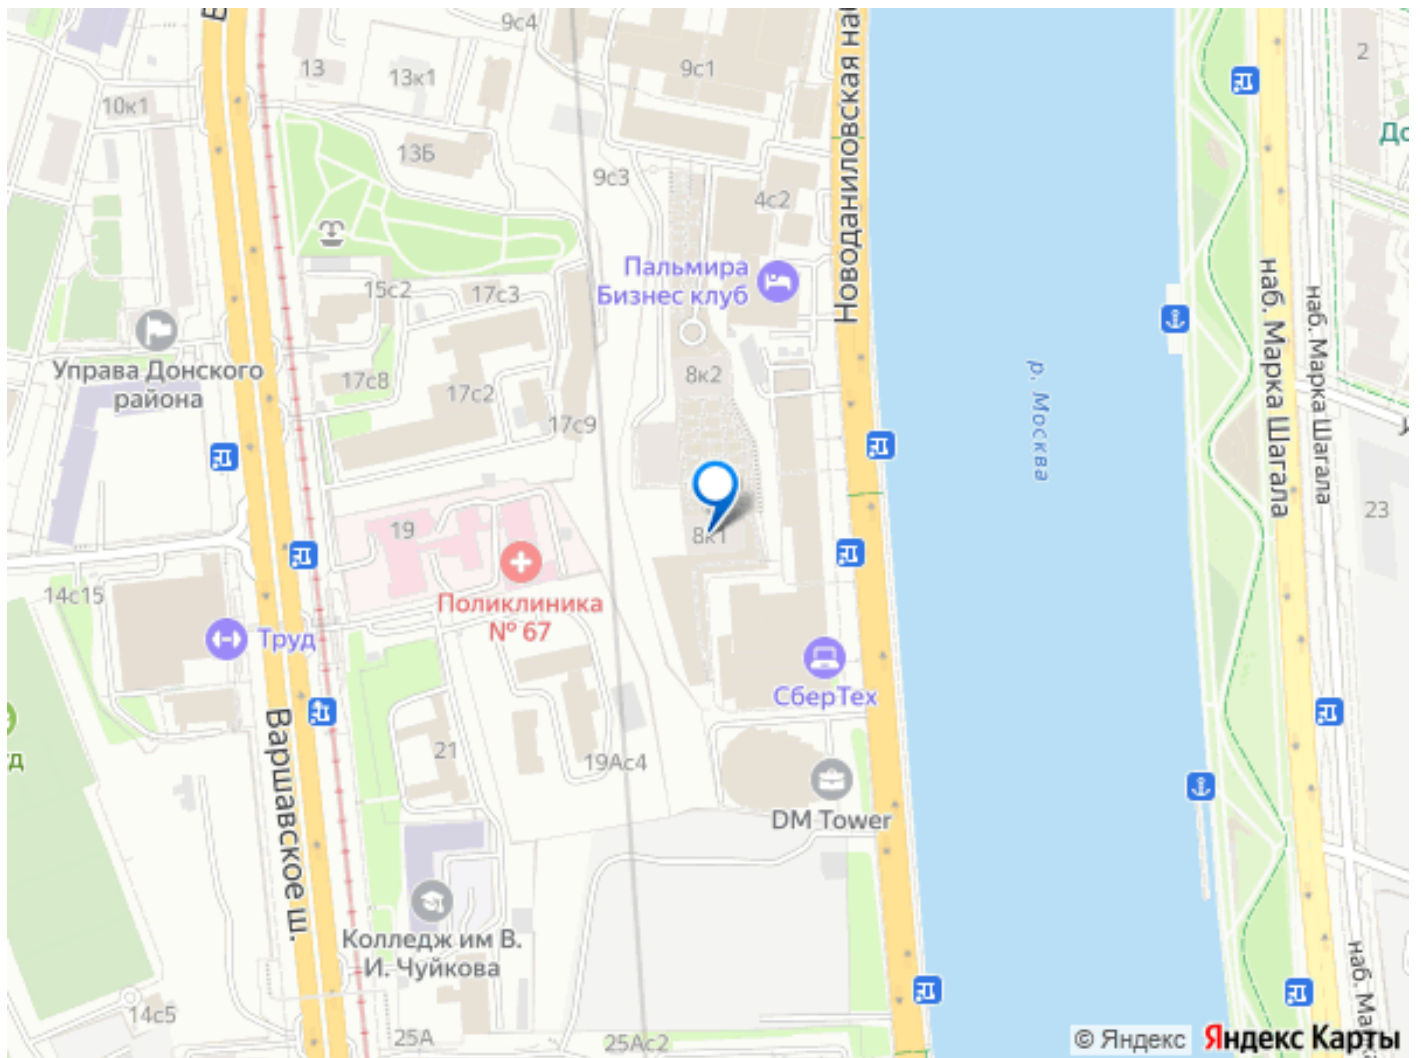 9с4
13
13к1
9с1
2
10к1
13Б
9с3
4с2
Новоданиловская наб
наб. Марка Шагала
наб. Марка Шагала
Пальмира
Бизнес клуб
15с2
17с3
Управа Донского
района
17с8
17с2
8к2
17с9
р. Москва
19
8к1
23
14с15
Поликлиника
№ 67
Труд
СберТех
Варшавское ш.
21
19Ас4
DM Tower
Колледж им В.
И. Чуйкова
14с5
25А
25Ас2
© Яндекс
Яндекс Карты